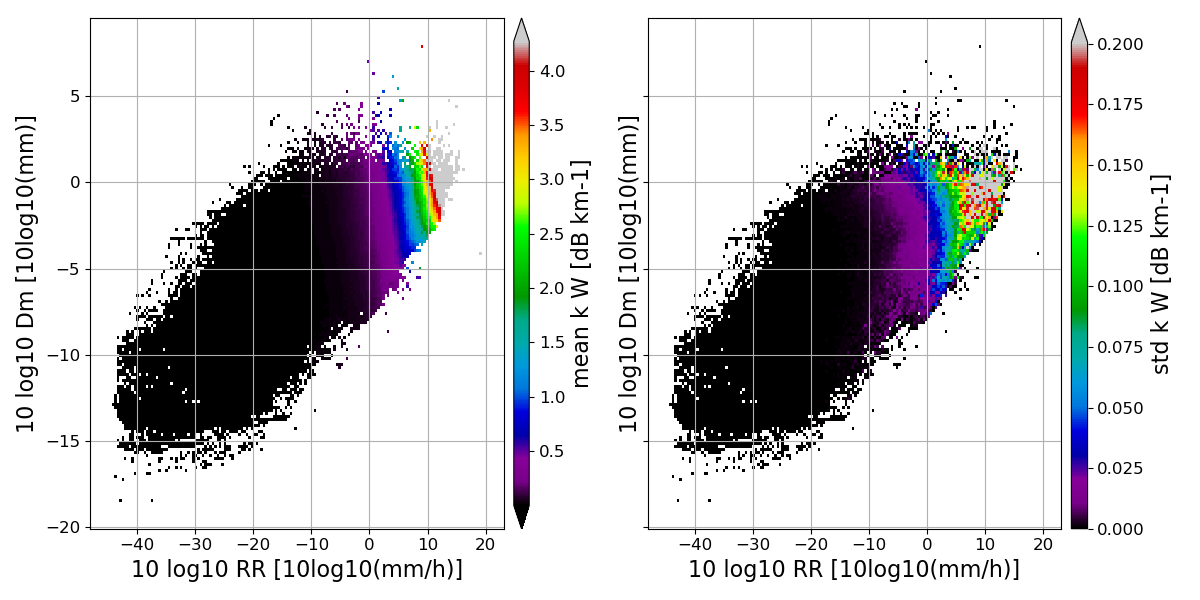 5
0
−5
−10
−15
−20
−40 −30 −20 −10 0 10 20
10 log10 RR [10log10(mm/h)]
10 log10 Dm [10log10(mm)]
4.0
3.5
3.0
2.5
2.0
1.5
1.0
0.5
mean k W [dB km-1]
−40 −30 −20 −10 0 10 20
10 log10 RR [10log10(mm/h)]
10 log10 Dm [10log10(mm)]
0.200
0.175
0.150
0.125
0.100
0.075
0.050
0.025
0.000
std k W [dB km-1]